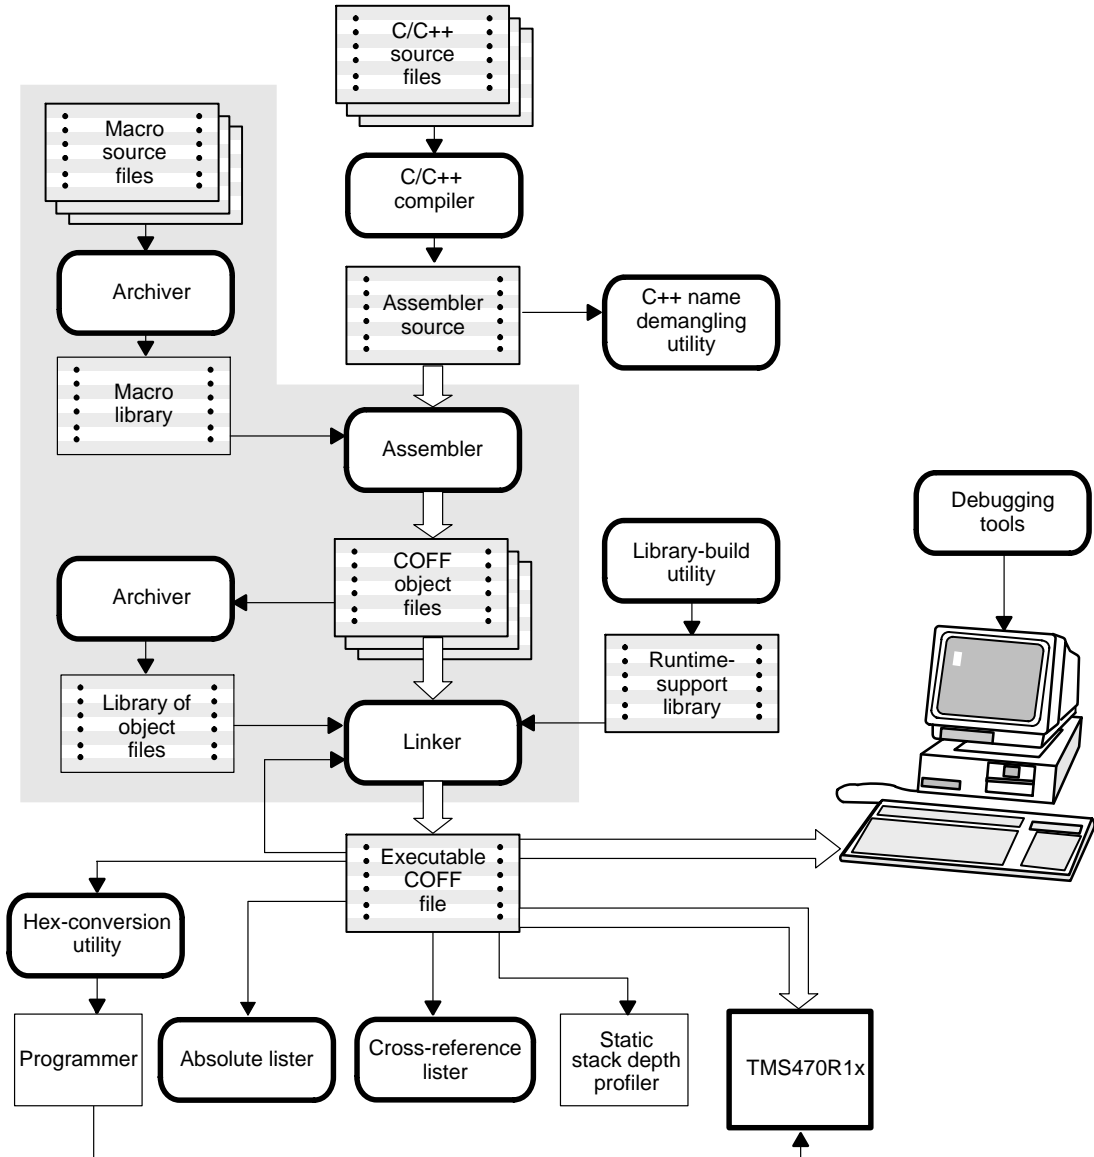 C/C++
source
files
Macro
source
files
C/C++
compiler
Archiver
Assembler
source
C++ name
demangling
utility
Macro
library
Assembler
Debugging
tools
COFF
object
files
Library-build
utility
Archiver
Runtime-
support
library
Library of
object
files
Linker
Executable
COFF
file
Hex-conversion
utility
Programmer
Absolute lister
Cross-reference
lister
Static
stack depth
profiler
TMS470R1x